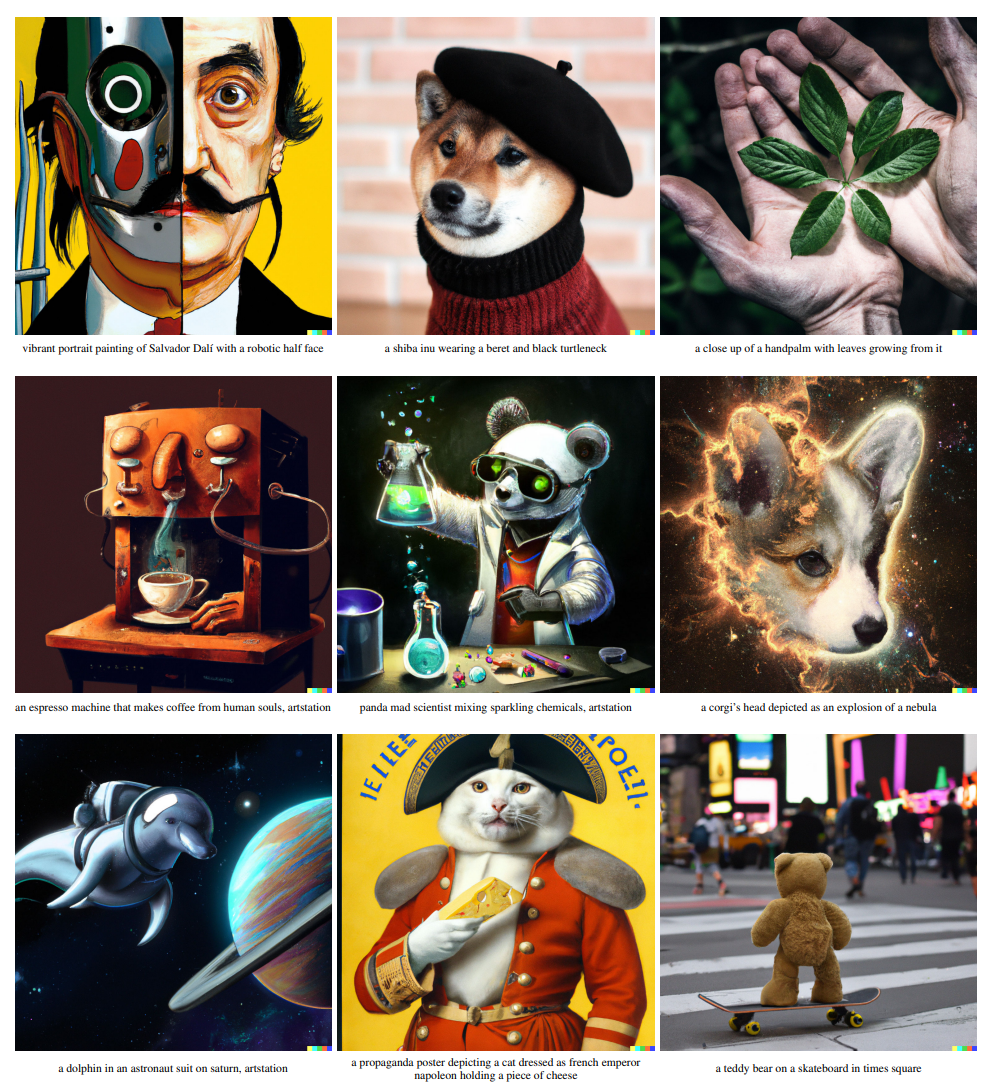 vibrant portrait painting of Salvador Dalí with a robotic half face
a shiba inu wearing a beret and black turtleneck
a close up of a handpalm with leaves growing from it
an espresso machine that makes coffee from human souls, artstation
panda mad scientist mixing sparkling chemicals, artstation
a corgi's head depicted as an explosion of a nebula
a dolphin in an astronaut suit on saturn, artstation
a propaganda poster depicting a cat dressed as french emperor
napoleon holding a piece of cheese
a teddy bear on a skateboard in times square